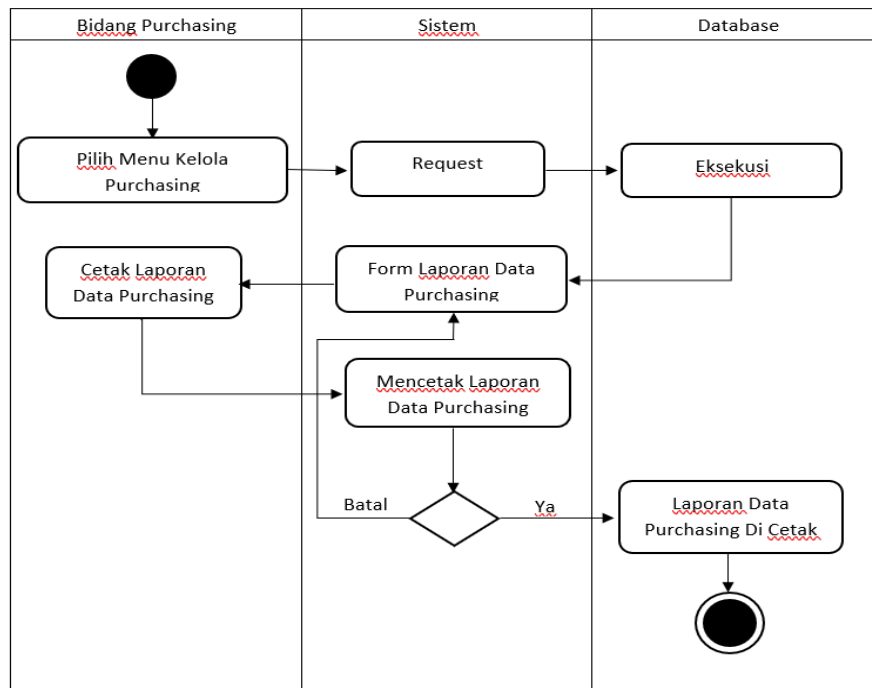 Bidang Purchasing
Sistem
Database
Pilih Menu Kelola
Purchasing
Request
Eksekusi
Cetak Laporan
Data Purchasing
Form Laporan Data
Purchasing
Mencetak Laporan
Data Purchasing
Batal
Ya
Laporan Data
Purchasing Di Cetak